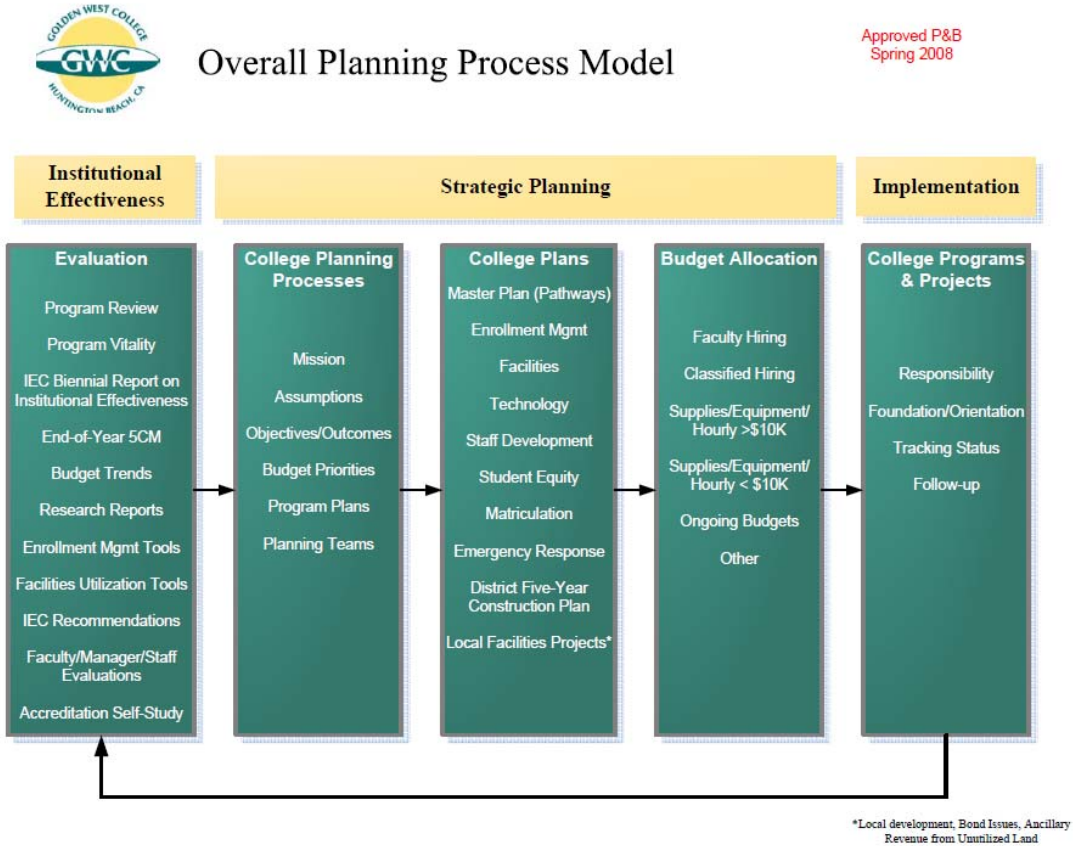 GOLDEN WEST COLLEGE
GWC
HUNTINGTON BEACH, CA
Overall Planning Process Model
Approved P&B
Spring 2008
Institutional
Effectiveness
Strategic Planning
Implementation
Evaluation
Program Review
Program Vitality
IEC Biennial Report on
Institutional Effectiveness
End-of-Year 5CM
Budget Trends
Research Reports
Enrollment Mgmt Tools
Facilities Utilization Tools
IEC Recommendations
Faculty/Manager/Staff
Evaluations
Accreditation Self-Study
College Planning
Processes
Mission
Assumptions
Objectives/Outcomes
Budget Priorities
Program Plans
Planning Teams
College Plans
Master Plan (Pathways)
Enrollment Mgmt
Facilities
Technology
Staff Development
Student Equity
Matriculation
Emergency Response
District Five-Year
Construction Plan
Local Facilities Projects*
Budget Allocation
Faculty Hiring
Classified Hiring
Supplies/Equipment/
Hourly >$10K
Supplies/Equipment/
Hourly < $10K
Ongoing Budgets
Other
College Programs
& Projects
Responsibility
Foundation/Orientation
Tracking Status
Follow-up
*Local development, Bond Issues, Ancillary
Revenue from Unutilized Land